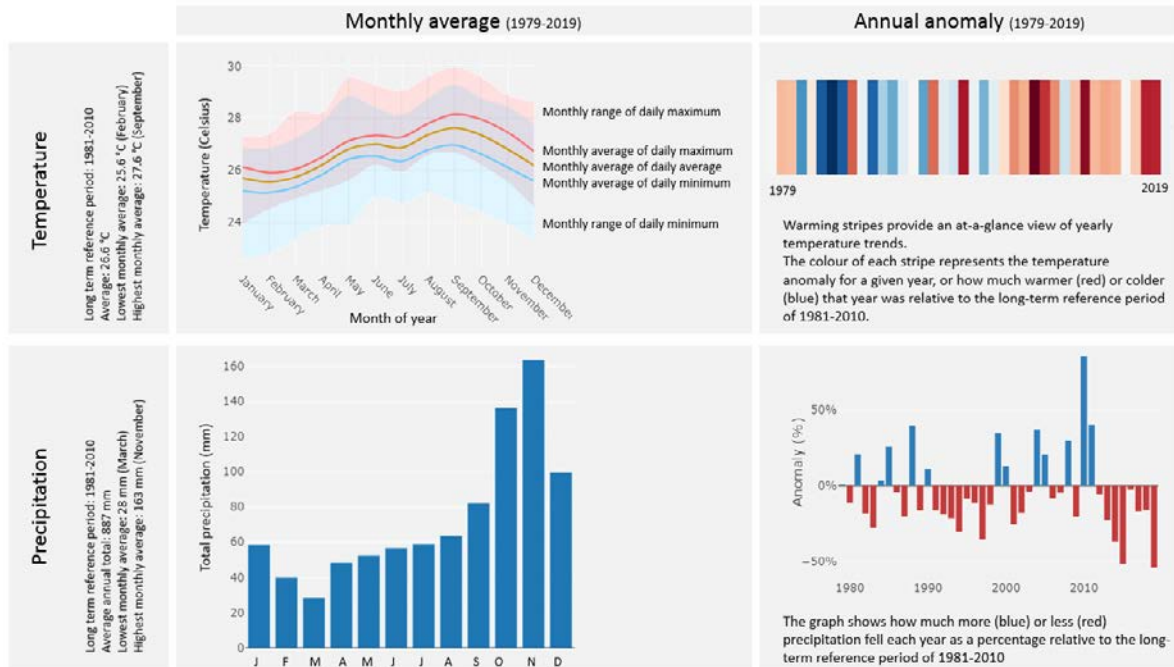 Monthly average (1979-2019)
Annual anomaly (1979-2019)
Temperature
Long term reference period: 1981-2010
Average: 26.6 °C
Lowest monthly average: 25.6 °C (February)
Highest monthly average: 27.6 °C (September)
Temperature (Celsius)
30
28
26
24
January
February
March
April
May
June
July
August
September
October
November
December
Month of year
Monthly range of daily maximum
Monthly average of daily maximum
Monthly average of daily average
Monthly average of daily minimum
Monthly range of daily minimum
1979
2019
Warming stripes provide an at-a-glance view of yearly
temperature trends.
The colour of each stripe represents the temperature
anomaly for a given year, or how much warmer (red) or colder
(blue) that year was relative to the long-term reference period
of 1981-2010.
Precipitation
Long term reference period: 1981-2010
Average annual total: 887 mm
Lowest monthly average: 28 mm (March)
Highest monthly average: 163 mm (November)
Total precipitation (mm)
160
140
120
100
80
60
40
20
0
J F M A M J J A S O N D
Anomaly (%)
50%
0%
−50%
1980 1990 2000 2010
The graph shows how much more (blue) or less (red)
precipitation fell each year as a percentage relative to the long-
term reference period of 1981-2010